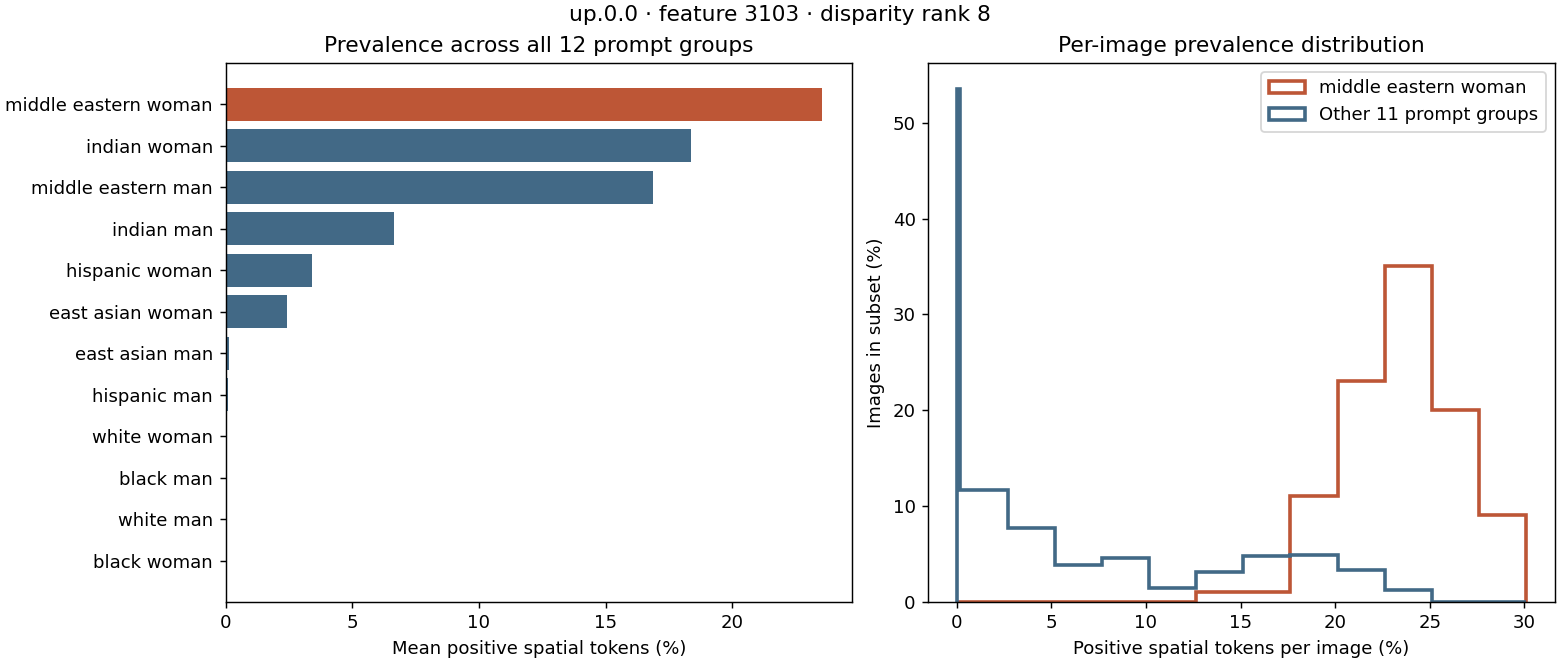 up.0.0 · feature 3103 · disparity rank 8
Prevalence across all 12 prompt groups
middle eastern woman
indian woman
middle eastern man
indian man
hispanic woman
east asian woman
east asian man
hispanic man
white woman
black man
white man
black woman
0 5 10 15 20
Mean positive spatial tokens (%)
Per-image prevalence distribution
middle eastern woman
Other 11 prompt groups
Images in subset (%)
50
40
30
20
10
0
0 5 10 15 20 25 30
Positive spatial tokens per image (%)